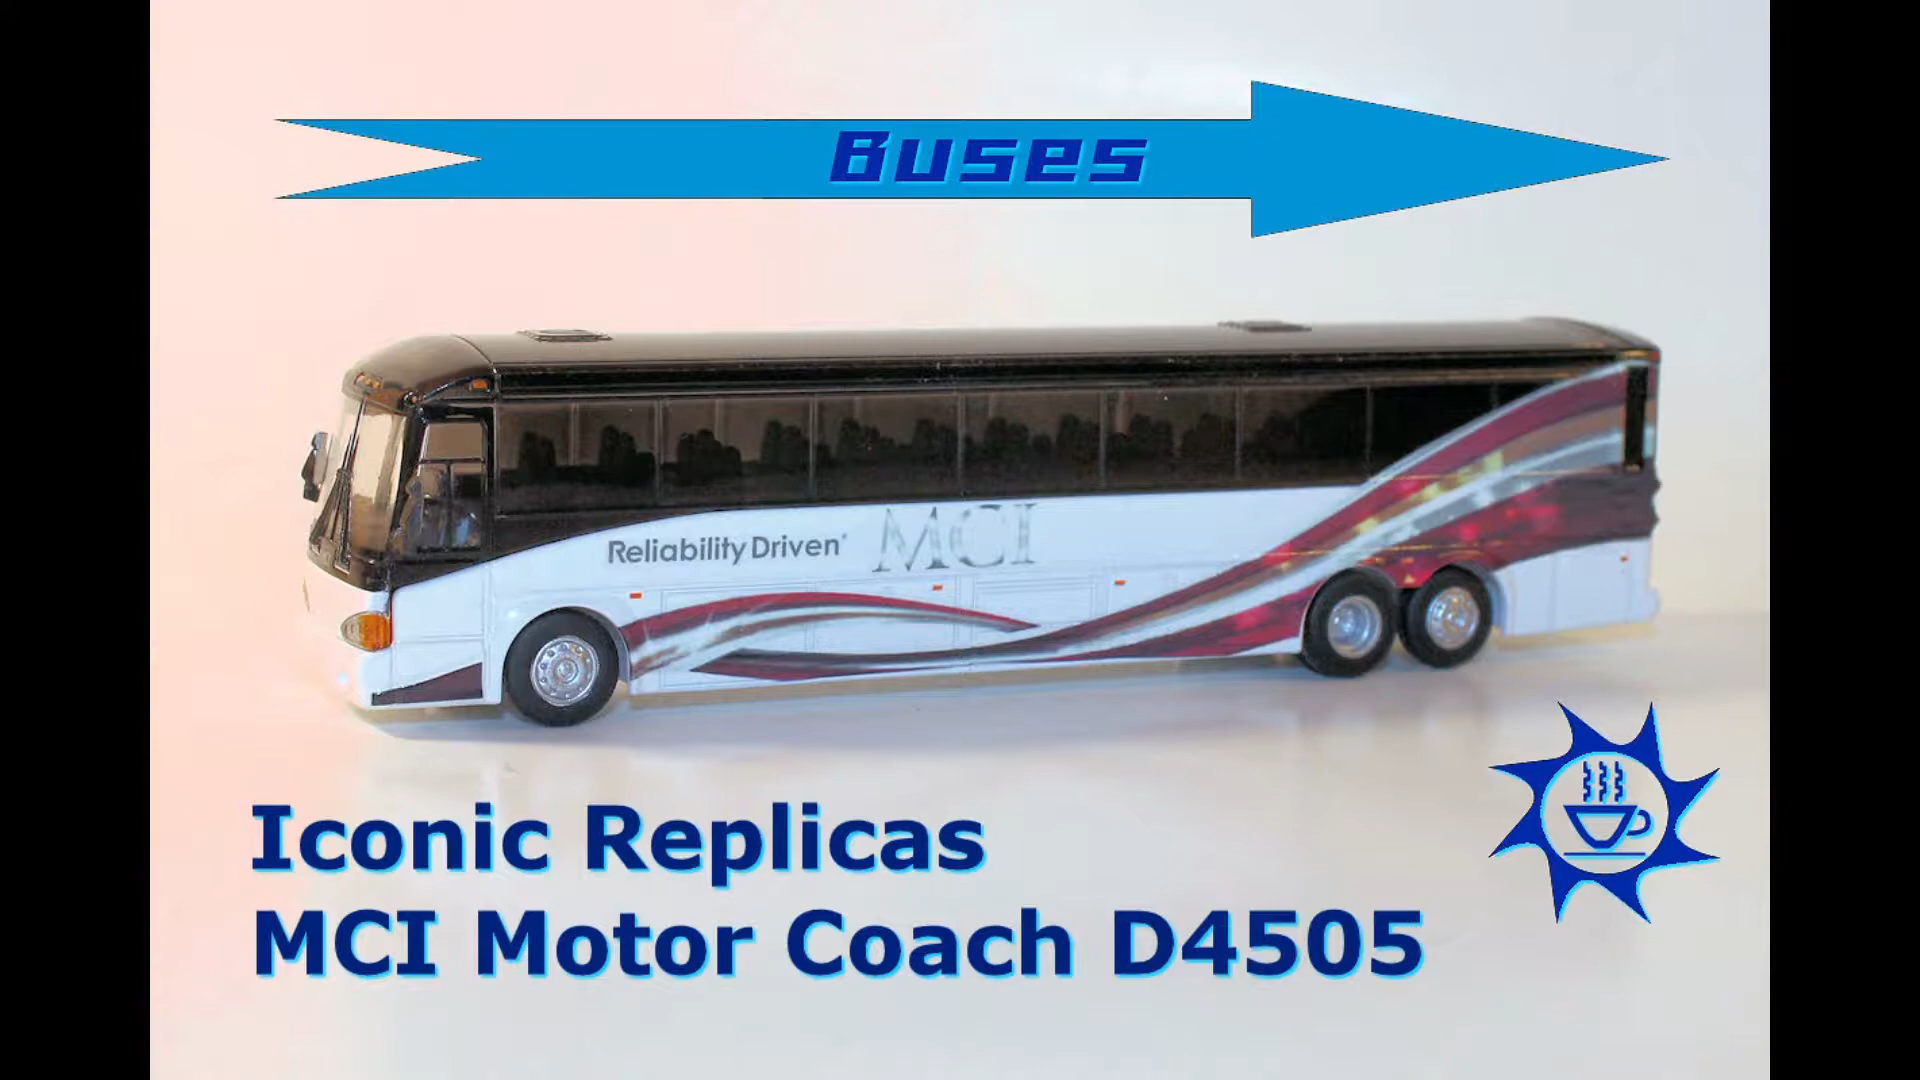 Buses
Reliability Driven
MCI
Iconic Replicas
MCI Motor Coach D4505